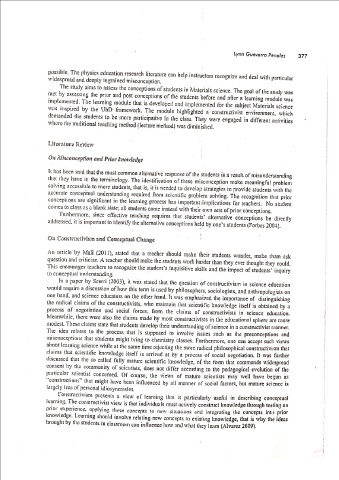 Lynn Guevarra Perales 377
possible. The physics education research literature can help instructors recognize and deal with particular
widespread and deeply ingrained misconception.
The study aims to assess the conceptions of students in Materials science. The goal of the study was
met by assessing the prior and post conceptions of the students before and after a learning module was
implemented. The learning module that is developed and implemented for the subject Materials science
was inspired by the UbD framework. The module highlighted a constructivist environment, which
demanded the students to be more participative in the class. They were engaged in different activities
where the traditional teaching method (lecture method) was diminished.
Literature Review
On Misconception and Prior knowledge
It has been said that the most common alternative response of the students is a result of misunderstanding
that they have in the terminology. The identification of these misconception make meaningful problem
solving accessible to more students, that is, it is needed to develop strategies to provide students with the
accurate conceptual understanding required from scientific problem solving. The recognition that prior
conceptions are significant in the learning process has important implications for teachers. No student
comes to class as a blank slate; all students come instead with their own sets of prior conceptions.
Furthermore, since effective teaching requires that students' alternative conceptions be directly
addressed, it is important to identify the alternative conceptions held by one's students (Forbes 2004).
On Constructivism and Conceptual Change
An article by Mull (2011), stated that a teacher should make their students wonder, make them ask
question and criticize. A teacher should make the students work harder than they ever thought they could.
This encourages teachers to recognize the student's inquisitive skills and the impact of students' inquiry
to conceptual understanding.
In a paper by Scerri (2003), it was stated that the question of constructivism in science education
would require a discussion of how this term is used by philosophers, sociologists, and anthropologists on
one hand, and science educators on the other hand. It was emphasized the importance of distinguishing
the radical claims of the constructivists, who maintain that scientific knowledge itself is obtained by a
process of negotiation and social forces, from the claims of constructivists in science education.
Meanwhile, there were also the claims made by most constructivists in the educational sphere are more
modest. These claims state that students develop their understanding of science in a constructivist manner.
The idea relates to the process that is supposed to involve issues such as the preconceptions and
misconceptions that students might bring to chemistry classes. Furthermore, one can accept such views
about learning science while at the same time rejecting the more radical philosophical constructivism that
claims that scientific knowledge itself is arrived at by a process of social negotiation. It was further
discussed that the so called fully mature scientific knowledge, of the form that commands widespread
consent by the community of scientists, does not differ according to the pedagogical evolution of the
particular scientist concerned. Of course, the views of mature scientists may well have begun as
"constructions" that might have been influenced by all manner of social factors, but mature science is
largely free of personal idiosyncrasies.
Constructivism presents a view of learning that is particularly useful in describing conceptual
learning. The constructivist view is that individuals must actively construct knowledge through testing on
prior experience, applying these concepts to new situations and integrating the concepts into prior
knowledge. Learning should involve relating new concepts to existing knowledge, that is why the ideas
brought by the students in classroom can influence how and what they learn (Alvarez 2009).